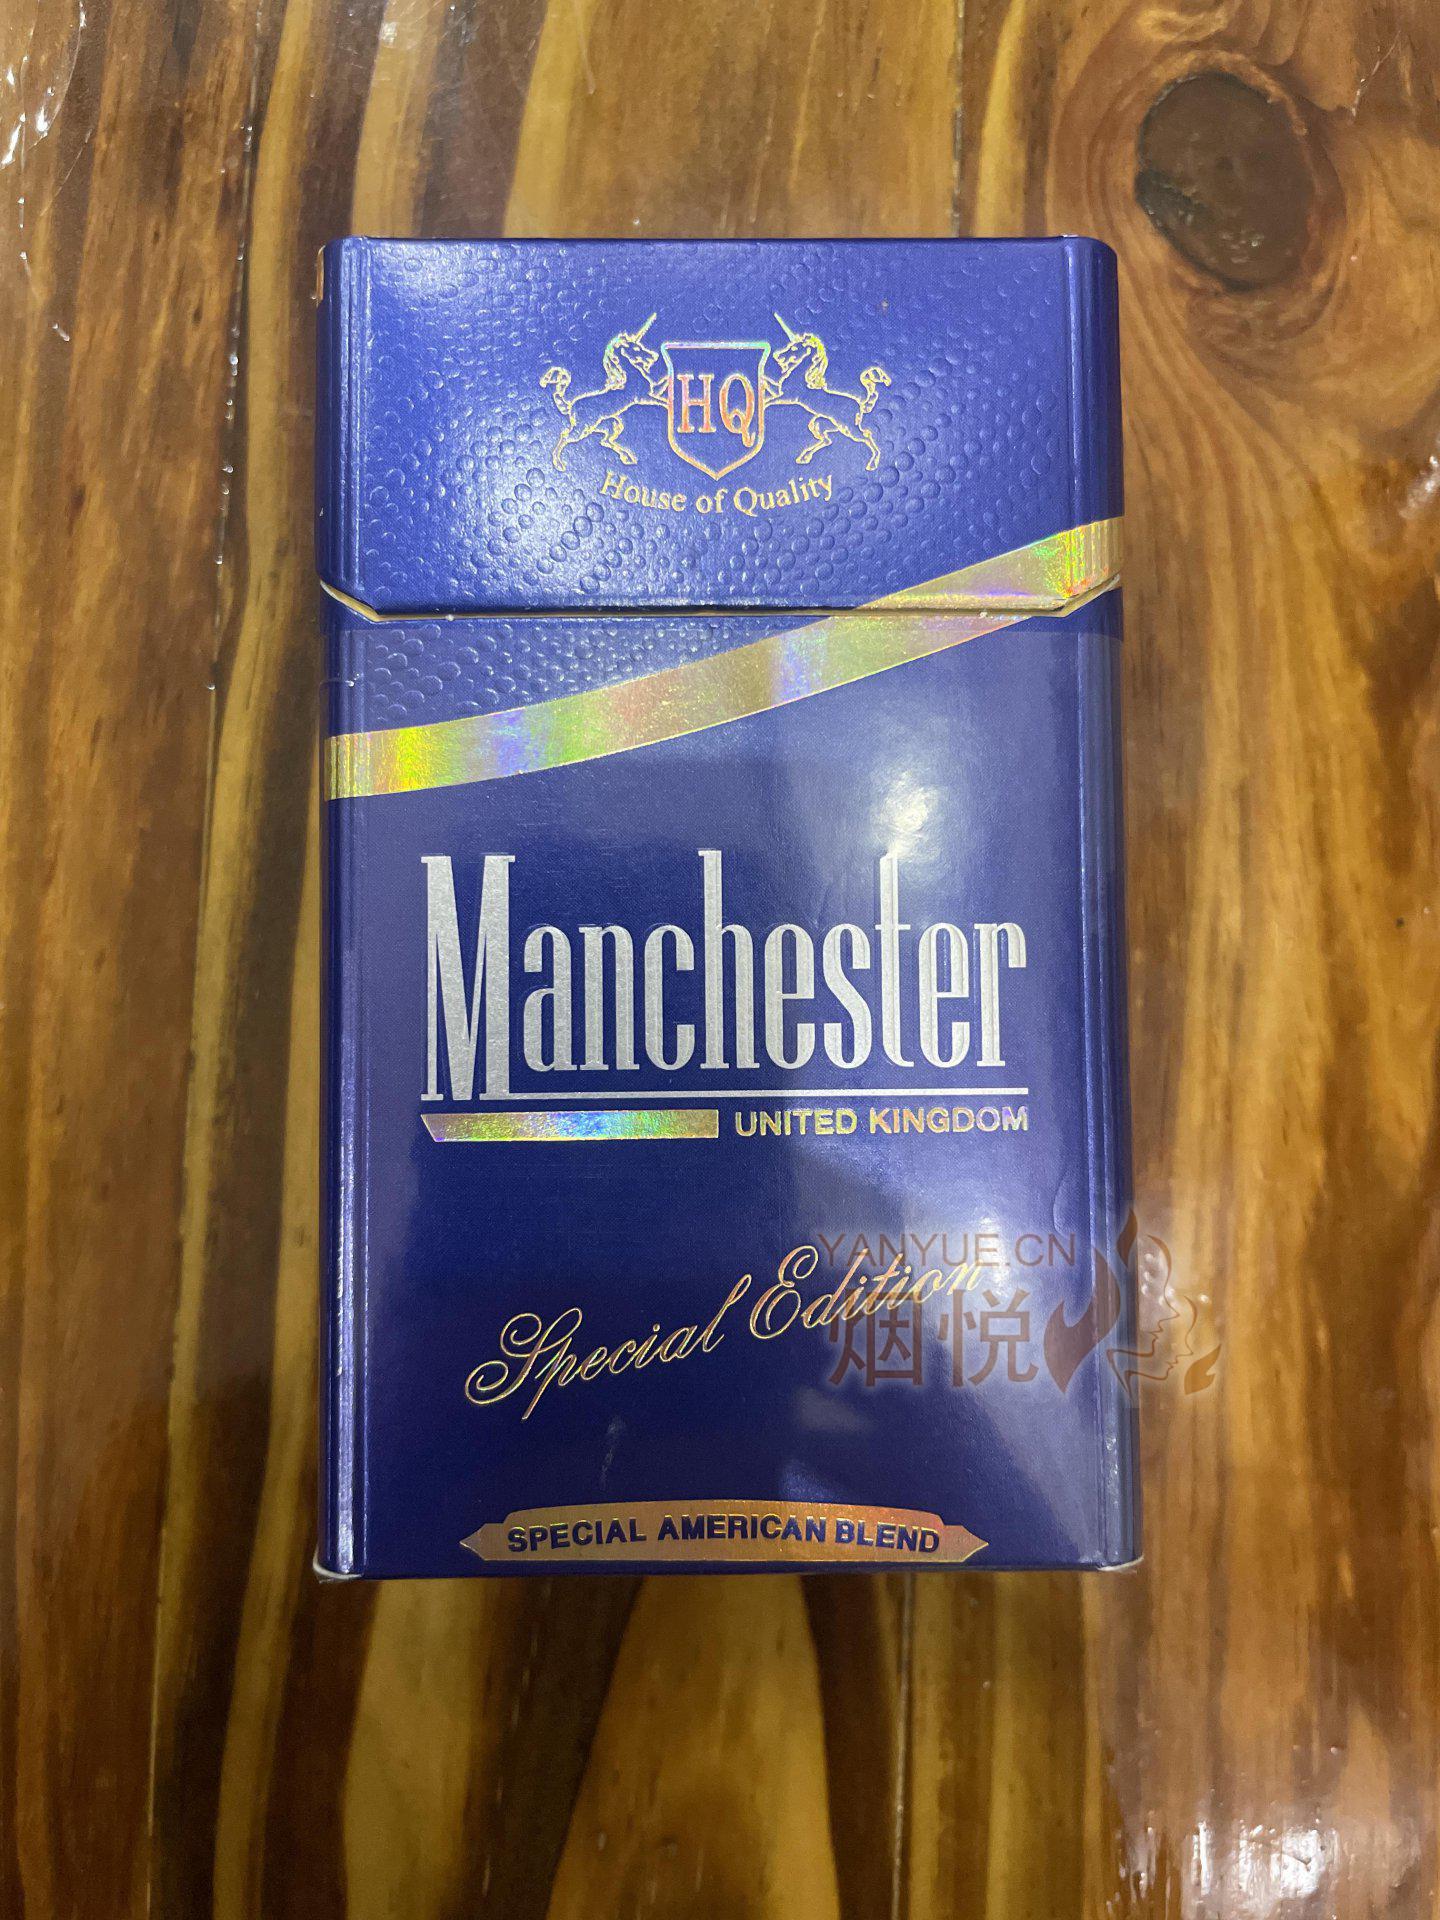 HQ
House of Quality
Manchester
UNITED KINGDOM
YANYUE.CN
Special Edition
烟悦
SPECIAL AMERICAN BLEND